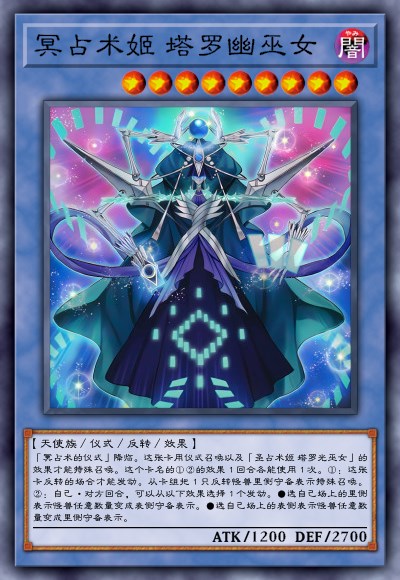 冥占术姬 塔罗幽巫女
やみ
闇
【天使族／仪式／反转／效果】
「冥占术的仪式」降临。这张卡用仪式召唤以及「圣占术姬 塔罗光巫女」的
效果才能特殊召唤。这个卡名的①②的效果1回合各能使用1次。①：这张
卡反转的场合才能发动。从卡组把1只反转怪兽里侧守备表示特殊召唤。
②：自己·对方回合，可以从以下效果选择1个发动。●选自己场上的里侧
表示怪兽任意数量变成表侧守备表示。●选自己场上的表侧表示怪兽任意数
量变成里侧守备表示。
ATK/1200 DEF/2700